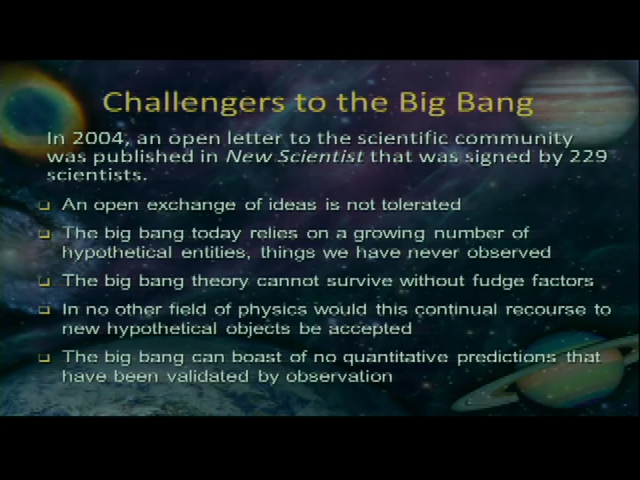 Challengers to the Big Bang
In 2004, an open letter to the scientific community
was published in New Scientist that was signed by 229
scientists.
An open exchange of ideas is not tolerated
The big bang today relies on a growing number of
hypothetical entities, things we have never observed
The big bang theory cannot survive without fudge factors
In no other field of physics would this continual recourse to
new hypothetical objects be accepted
The big bang can boast of no quantitative predictions that
have been validated by observation